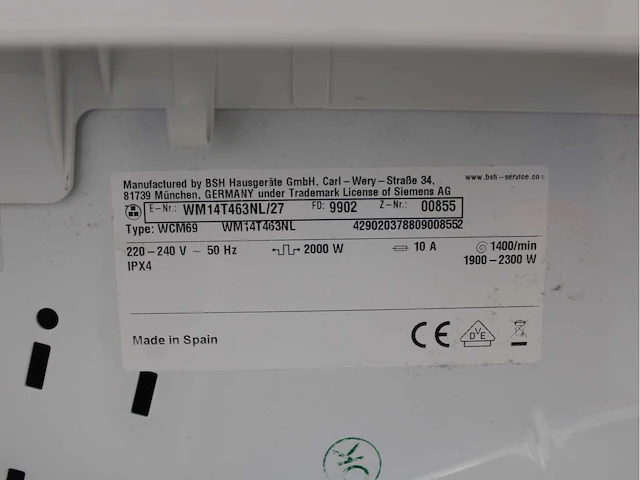 Manufactured by BSH Hausgeräte GmbH, Carl-Wery-Straße 34,
81739 München, GERMANY under Trademark License of Siemens AG
www.bsh-service.co
E-Nr.: WM14T463NL/27 FD: 9902 Z-Nr.: 00855
Type: WCM69 WM14T463NL 429020378809008552
220-240 V ~ 50 Hz 2000 W 10 A 1400/min
IPX4 1900-2300 W
Made in Spain CE DVE